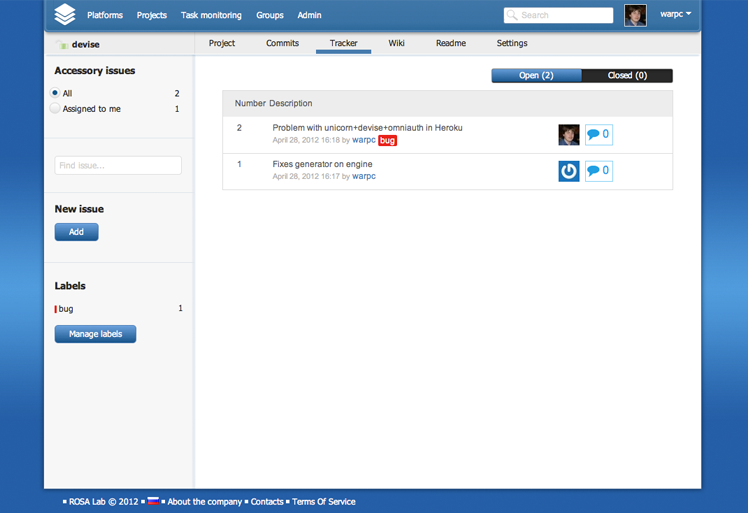 Platforms Projects Task monitoring Groups Admin Search warpc
devise Project Commits Tracker Wiki Readme Settings
Accessory issues
All 2
Assigned to me 1
Find issue...
New issue
Add
Labels
bug 1
Manage labels
Open (2) Closed (0)
Number Description
2 Problem with unicorn+devise+omniauth in Heroku 0
April 28, 2012 16:18 by warpc bug
1 Fixes generator on engine 0
April 28, 2012 16:17 by warpc
ROSA Lab © 2012 About the company Contacts Terms Of Service